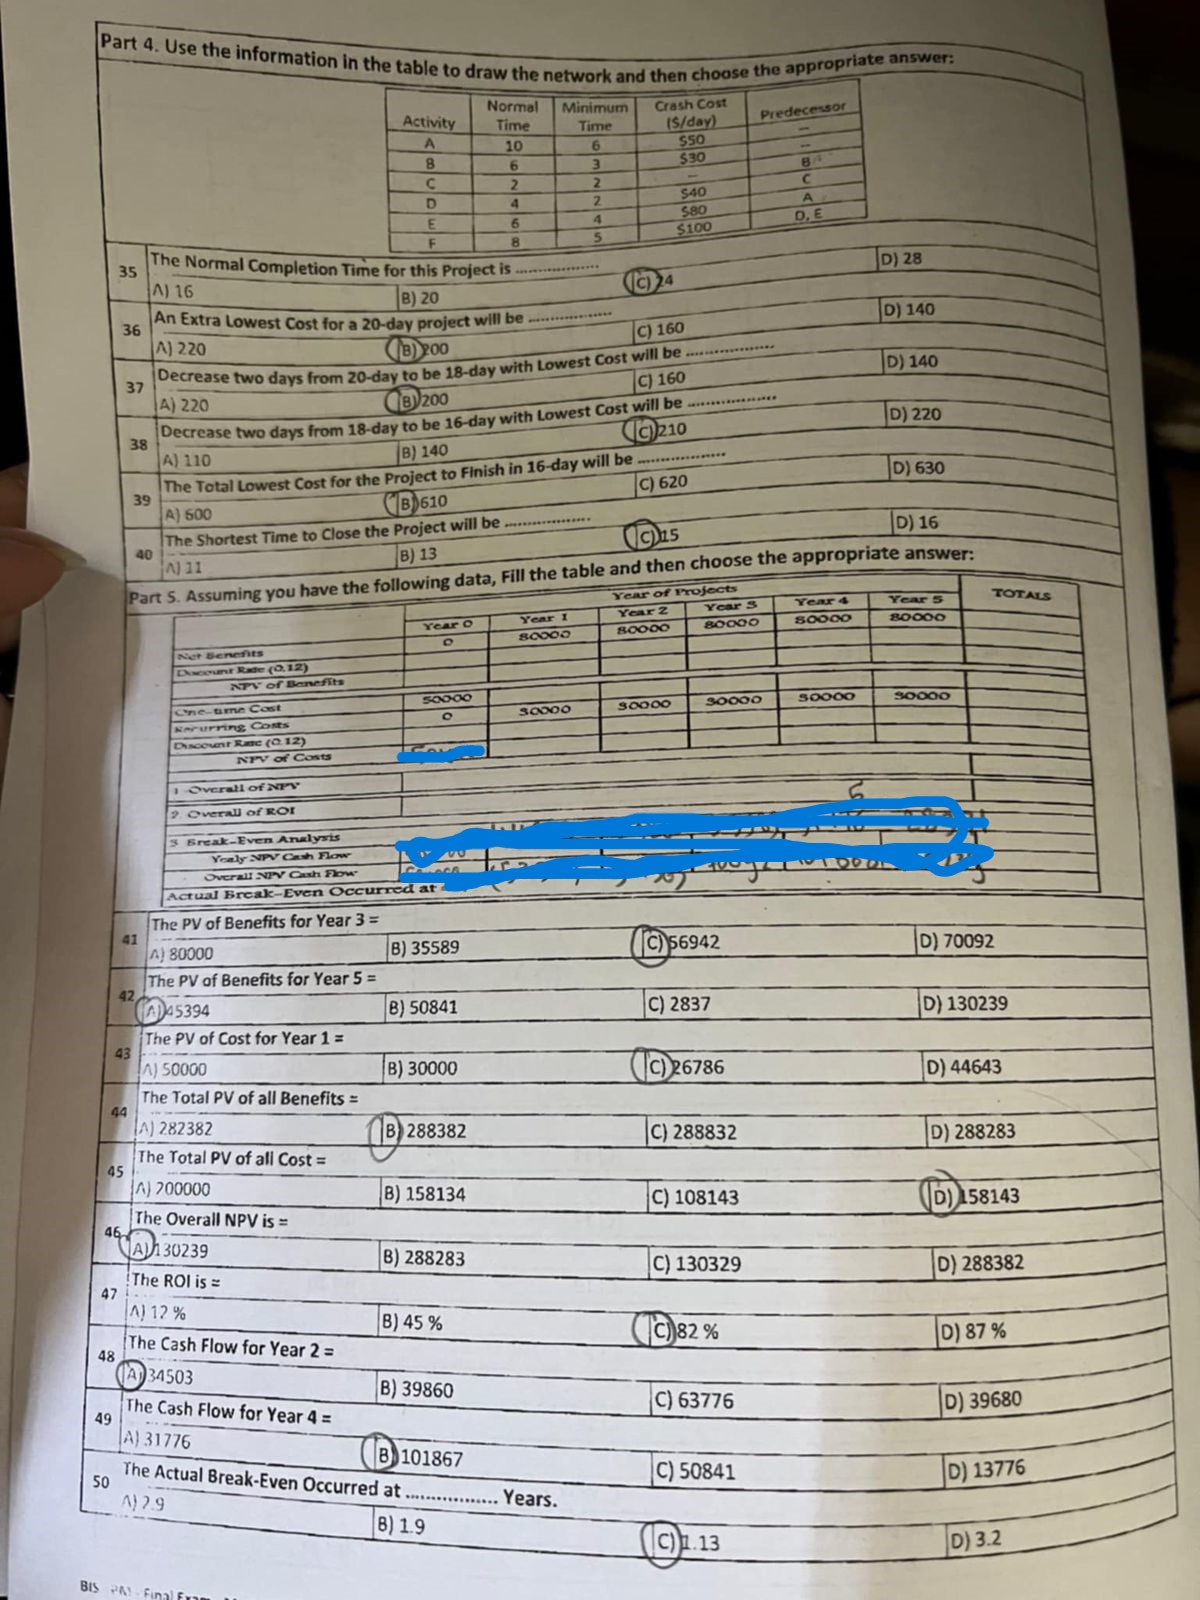 Part 4. Use the information in the table to draw the network and then choose the appropriate answer:
Activity Normal Time Minimum Time Crash Cost ($/day) Predecessor
A 10 6 $50 --
B 6 3 $30 --
C 2 2 -- B
D 4 2 $40 C
E 6 4 $80 A
F 8 5 $100 D, E
35 The Normal Completion Time for this Project is ..................
A) 16 B) 20 C) 24 D) 28
36 An Extra Lowest Cost for a 20-day project will be ..................
A) 220 B) 200 C) 160 D) 140
37 Decrease two days from 20-day to be 18-day with Lowest Cost will be ..................
A) 220 B) 200 C) 160 D) 140
38 Decrease two days from 18-day to be 16-day with Lowest Cost will be ..................
A) 110 B) 140 C) 210 D) 220
39 The Total Lowest Cost for the Project to Finish in 16-day will be ..................
A) 600 B) 610 C) 620 D) 630
40 The Shortest Time to Close the Project will be ..................
A) 11 B) 13 C) 15 D) 16
Part 5. Assuming you have the following data, Fill the table and then choose the appropriate answer:
Year of Projects
Year 0 Year 1 Year 2 Year 3 Year 4 Year 5 TOTALS
Net Benefits 0 80000 80000 80000 80000 80000
Discount Rate (0.12)
NPV of Benefits
One-time Cost 50000
Recurring Costs 0 30000 30000 30000 30000 30000
Discount Rate (0.12)
NPV of Costs
1 Overall of NPV
2 Overall of ROI
3 Break-Even Analysis
Yealy NPV Cash Flow
Overall NPV Cash Flow
Actual Break-Even Occurred at
41 The PV of Benefits for Year 3 =
A) 80000 B) 35589 C) 56942 D) 70092
42 The PV of Benefits for Year 5 =
A) 45394 B) 50841 C) 2837 D) 130239
43 The PV of Cost for Year 1 =
A) 50000 B) 30000 C) 26786 D) 44643
44 The Total PV of all Benefits =
A) 282382 B) 288382 C) 288832 D) 288283
45 The Total PV of all Cost =
A) 200000 B) 158134 C) 108143 D) 158143
46 The Overall NPV is =
A) 130239 B) 288283 C) 130329 D) 288382
47 The ROI is =
A) 12 % B) 45 % C) 82 % D) 87 %
48 The Cash Flow for Year 2 =
A) 34503 B) 39860 C) 63776 D) 39680
49 The Cash Flow for Year 4 =
A) 31776 B) 101867 C) 50841 D) 13776
50 The Actual Break-Even Occurred at .................. Years.
A) 2.9 B) 1.9 C) 1.13 D) 3.2
BIS PM - Final Exam